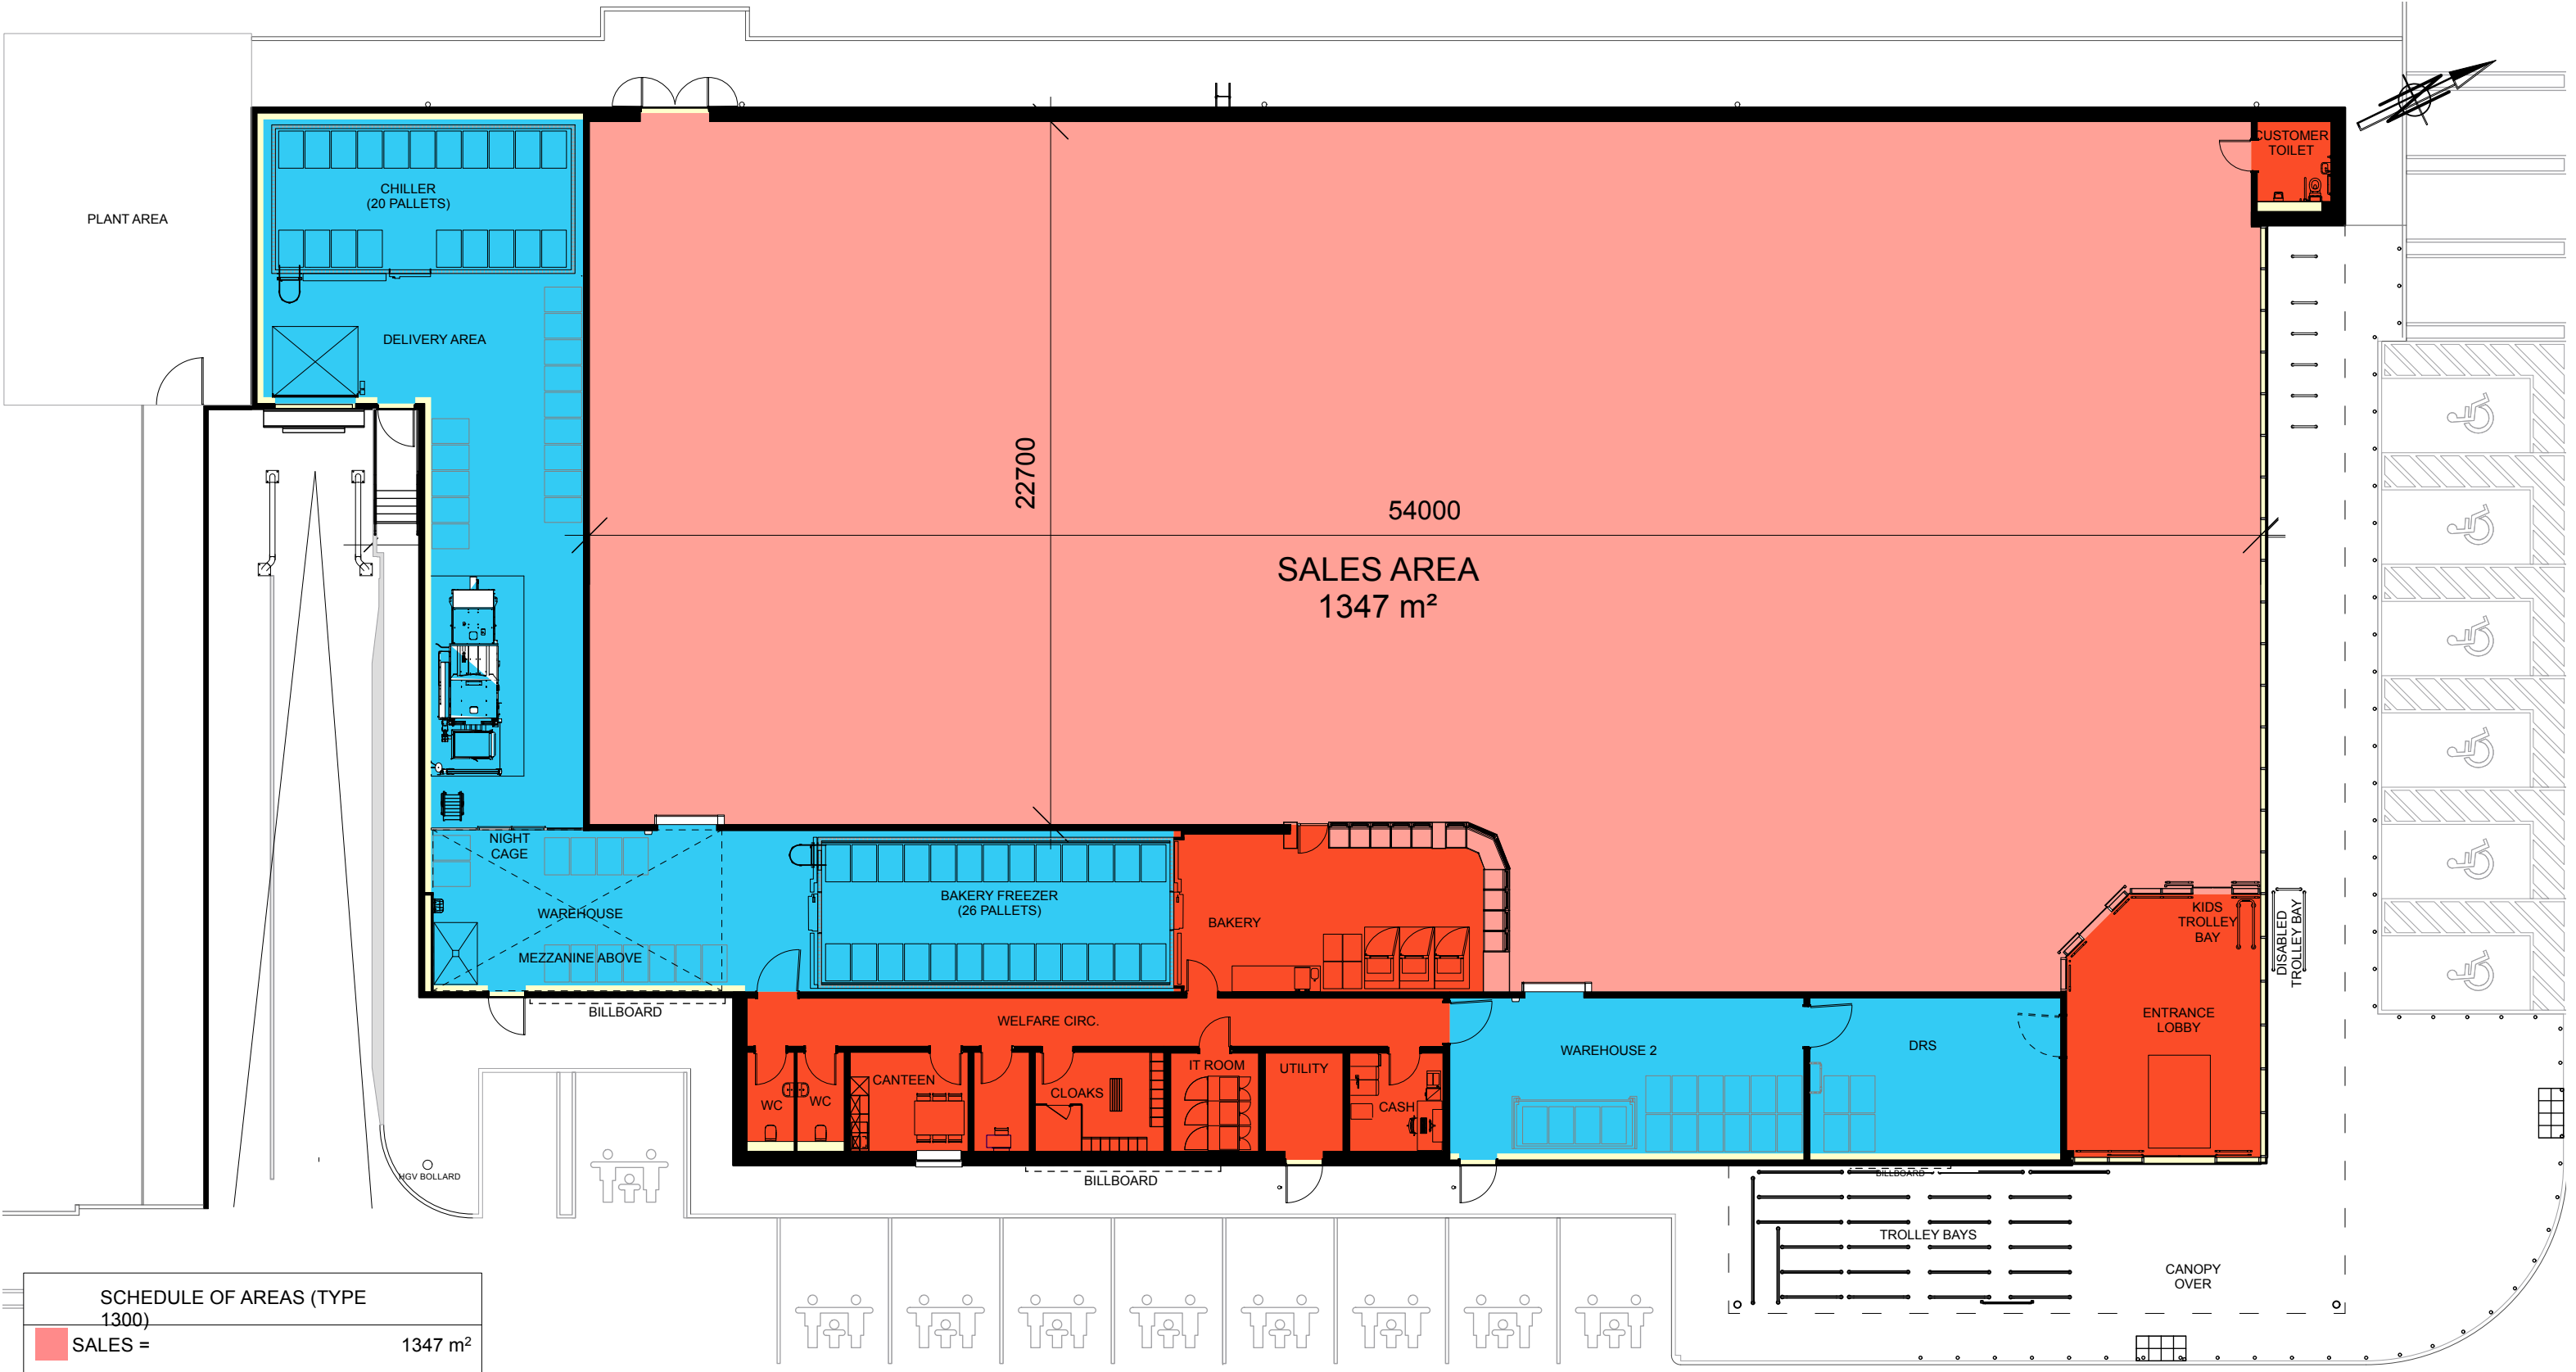 PLANT AREA
CHILLER
(20 PALLETS)
DELIVERY AREA
CUSTOMER
TOILET
22700
54000
SALES AREA
1347 m²
NIGHT
CAGE
WAREHOUSE
MEZZANINE ABOVE
BAKERY FREEZER
(26 PALLETS)
BAKERY
KIDS
TROLLEY
BAY
DISABLED
TROLLEY BAY
BILLBOARD
WELFARE CIRC.
ENTRANCE
LOBBY
WAREHOUSE 2
DRS
WC
WC
CANTEEN
CLOAKS
IT ROOM
UTILITY
CASH
HGV BOLLARD
BILLBOARD
BILLBOARD
TROLLEY BAYS
CANOPY
OVER
SCHEDULE OF AREAS (TYPE
1300)
SALES = 1347 m²